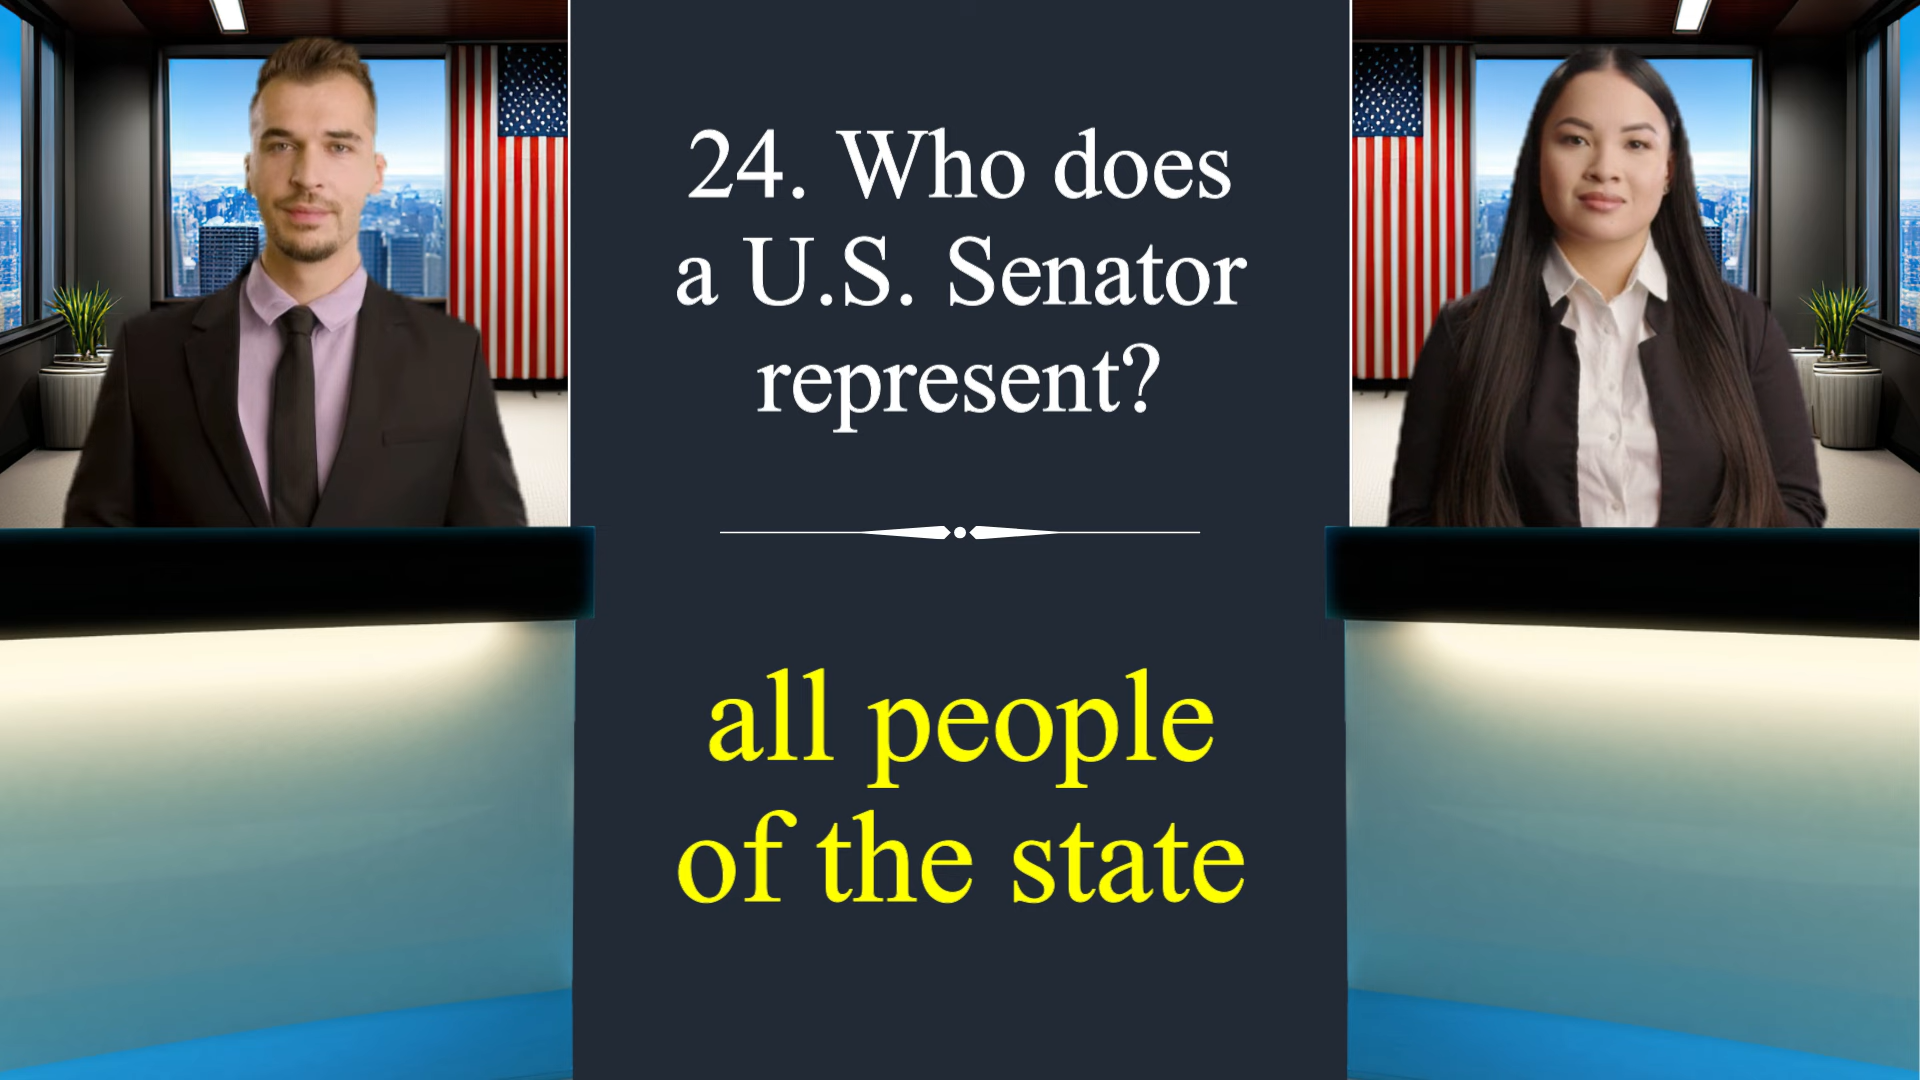 24. Who does
a U.S. Senator
represent?
all people
of the state